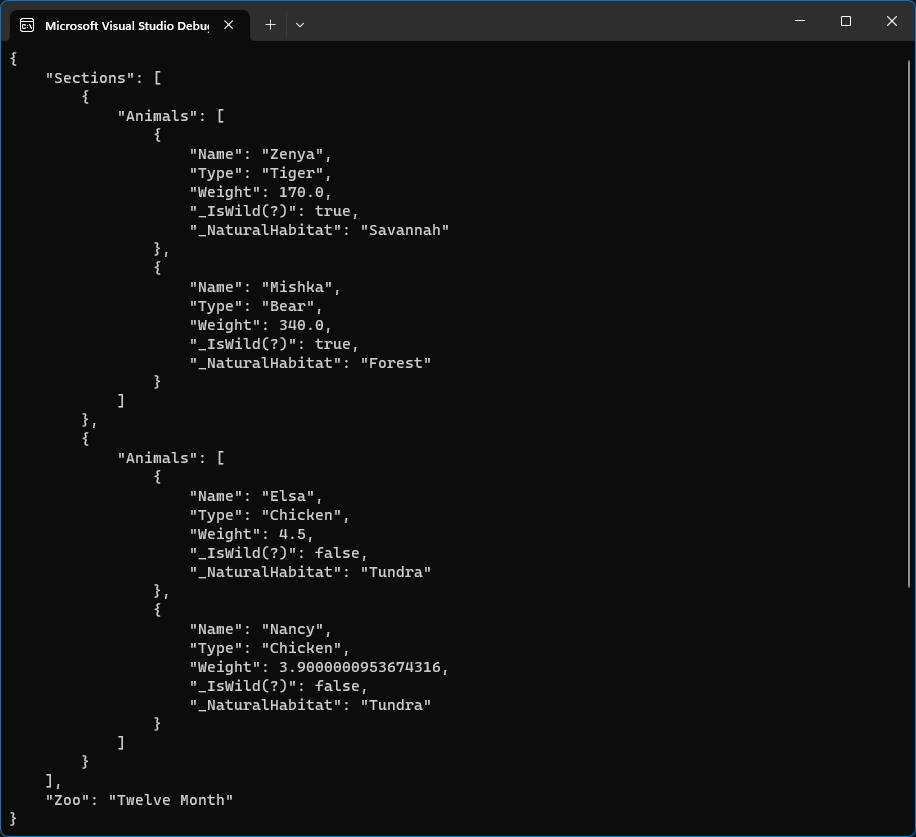 Microsoft Visual Studio Debug
{
    "Sections": [
        {
            "Animals": [
                {
                    "Name": "Zenya",
                    "Type": "Tiger",
                    "Weight": 170.0,
                    "_IsWild(?)": true,
                    "_NaturalHabitat": "Savannah"
                },
                {
                    "Name": "Mishka",
                    "Type": "Bear",
                    "Weight": 340.0,
                    "_IsWild(?)": true,
                    "_NaturalHabitat": "Forest"
                }
            ]
        },
        {
            "Animals": [
                {
                    "Name": "Elsa",
                    "Type": "Chicken",
                    "Weight": 4.5,
                    "_IsWild(?)": false,
                    "_NaturalHabitat": "Tundra"
                },
                {
                    "Name": "Nancy",
                    "Type": "Chicken",
                    "Weight": 3.9000000953674316,
                    "_IsWild(?)": false,
                    "_NaturalHabitat": "Tundra"
                }
            ]
        }
    ],
    "Zoo": "Twelve Month"
}